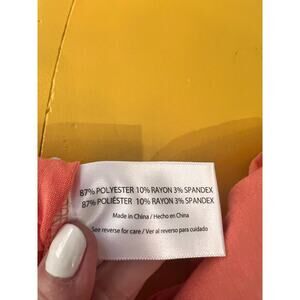 87% POLYESTER 10% RAYON 3% SPANDEX
87% POLIÉSTER 10% RAYON 3% SPANDEX
Made in China / Hecho en China
See reverse for care / Ver al reverso para cuidado